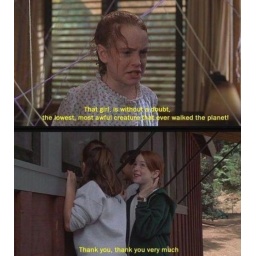 That girl, is without a doubt,
the lowest, most awful creature that ever walked the planet!
Thank you, thank you very much